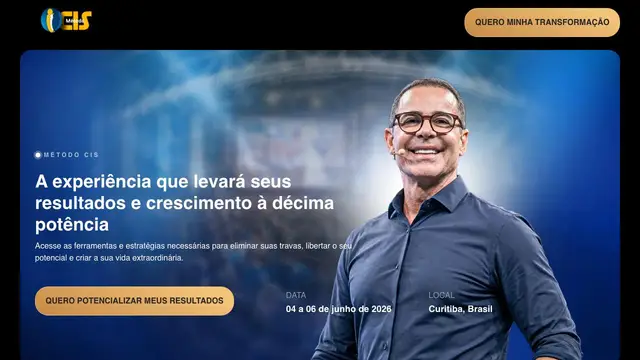 Método CIS
QUERO MINHA TRANSFORMAÇÃO
MÉTODO CIS
A experiência que levará seus
resultados e crescimento à décima
potência
Acesse as ferramentas e estratégias necessárias para eliminar suas travas, libertar o seu
potencial e criar a sua vida extraordinária.
QUERO POTENCIALIZAR MEUS RESULTADOS
DATA
04 a 06 de junho de 2026
LOCAL
Curitiba, Brasil